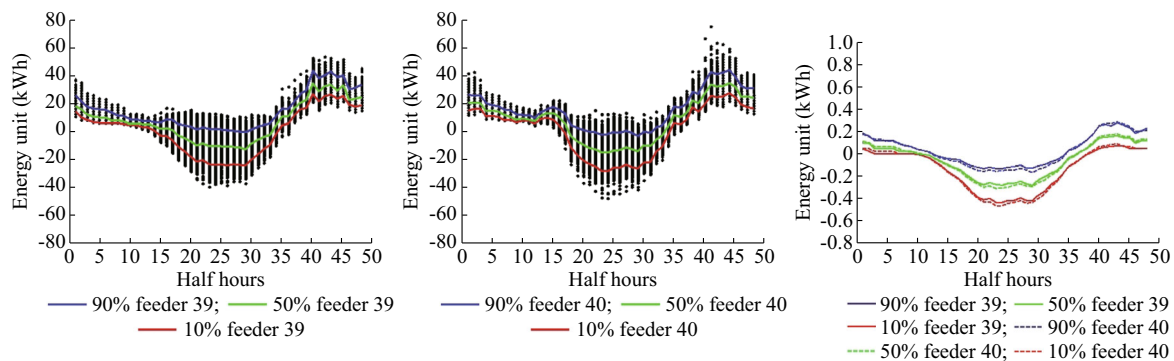 Energy unit (kWh)
80
60
40
20
0
-20
-40
-60
-80
0 5 10 15 20 25 30 35 40 45 50
Half hours
90% feeder 39; 50% feeder 39
10% feeder 39
Energy unit (kWh)
80
60
40
20
0
-20
-40
-60
-80
0 5 10 15 20 25 30 35 40 45 50
Half hours
90% feeder 40; 50% feeder 40
10% feeder 40
Energy unit (kWh)
1.0
0.8
0.6
0.4
0.2
0
-0.2
-0.4
-0.6
0.8
0 5 10 15 20 25 30 35 40 45 50
Half hours
90% feeder 39; 50% feeder 39
10% feeder 39; 90% feeder 40
50% feeder 40; 10% feeder 40